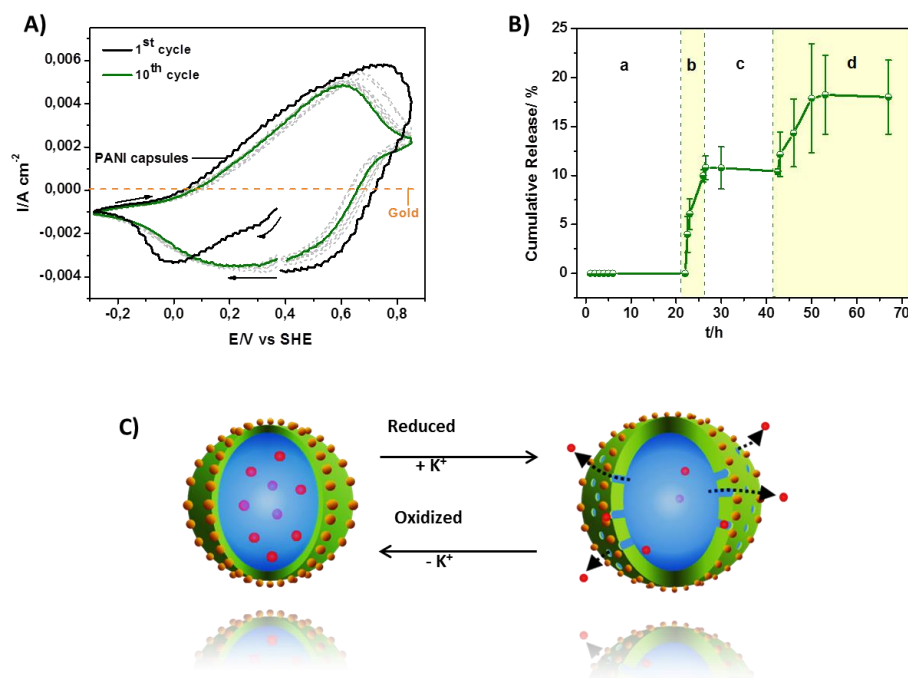 A)
1st cycle
10th cycle
PANI capsules
Gold
0,006
0,004
0,002
0,000
-0,002
-0,004
I/A cm-2
-0,2 0,0 0,2 0,4 0,6 0,8
E/V vs SHE
B)
a b c d
25
20
15
10
5
0
Cumulative Release/ %
0 10 20 30 40 50 60 70
t/h
C)
Reduced
+ K+
Oxidized
- K+